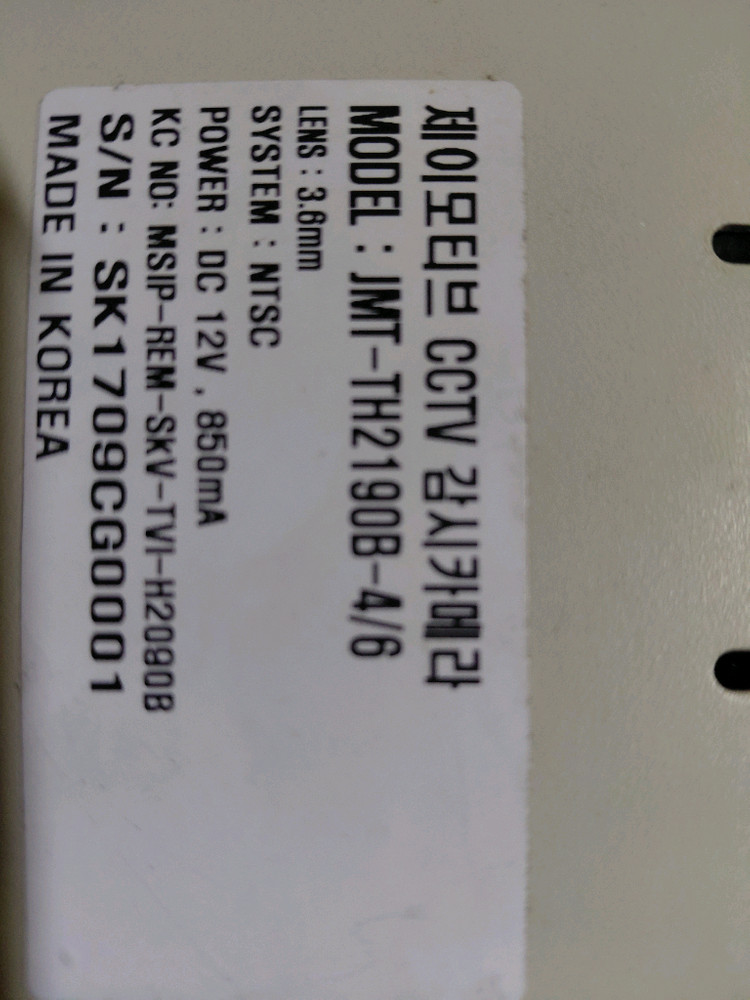 제이모티브 CCTV 감시카메라
MODEL : JMT-TH2190B-4/6
LENS : 3.6mm
SYSTEM : NTSC
POWER : DC 12V , 850mA
KC NO: MSIP-REM-SKV-TVI-H2090B
S/N : SK1709CG0001
MADE IN KOREA